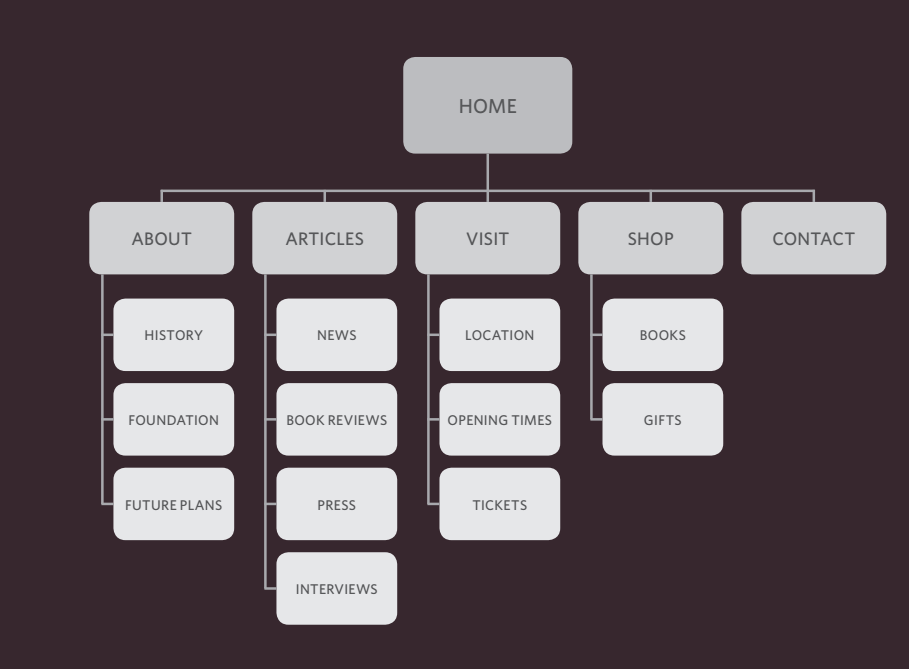 HOME
ABOUT
ARTICLES
VISIT
SHOP
CONTACT
HISTORY
FOUNDATION
FUTURE PLANS
NEWS
BOOK REVIEWS
PRESS
INTERVIEWS
LOCATION
OPENING TIMES
TICKETS
BOOKS
GIFTS